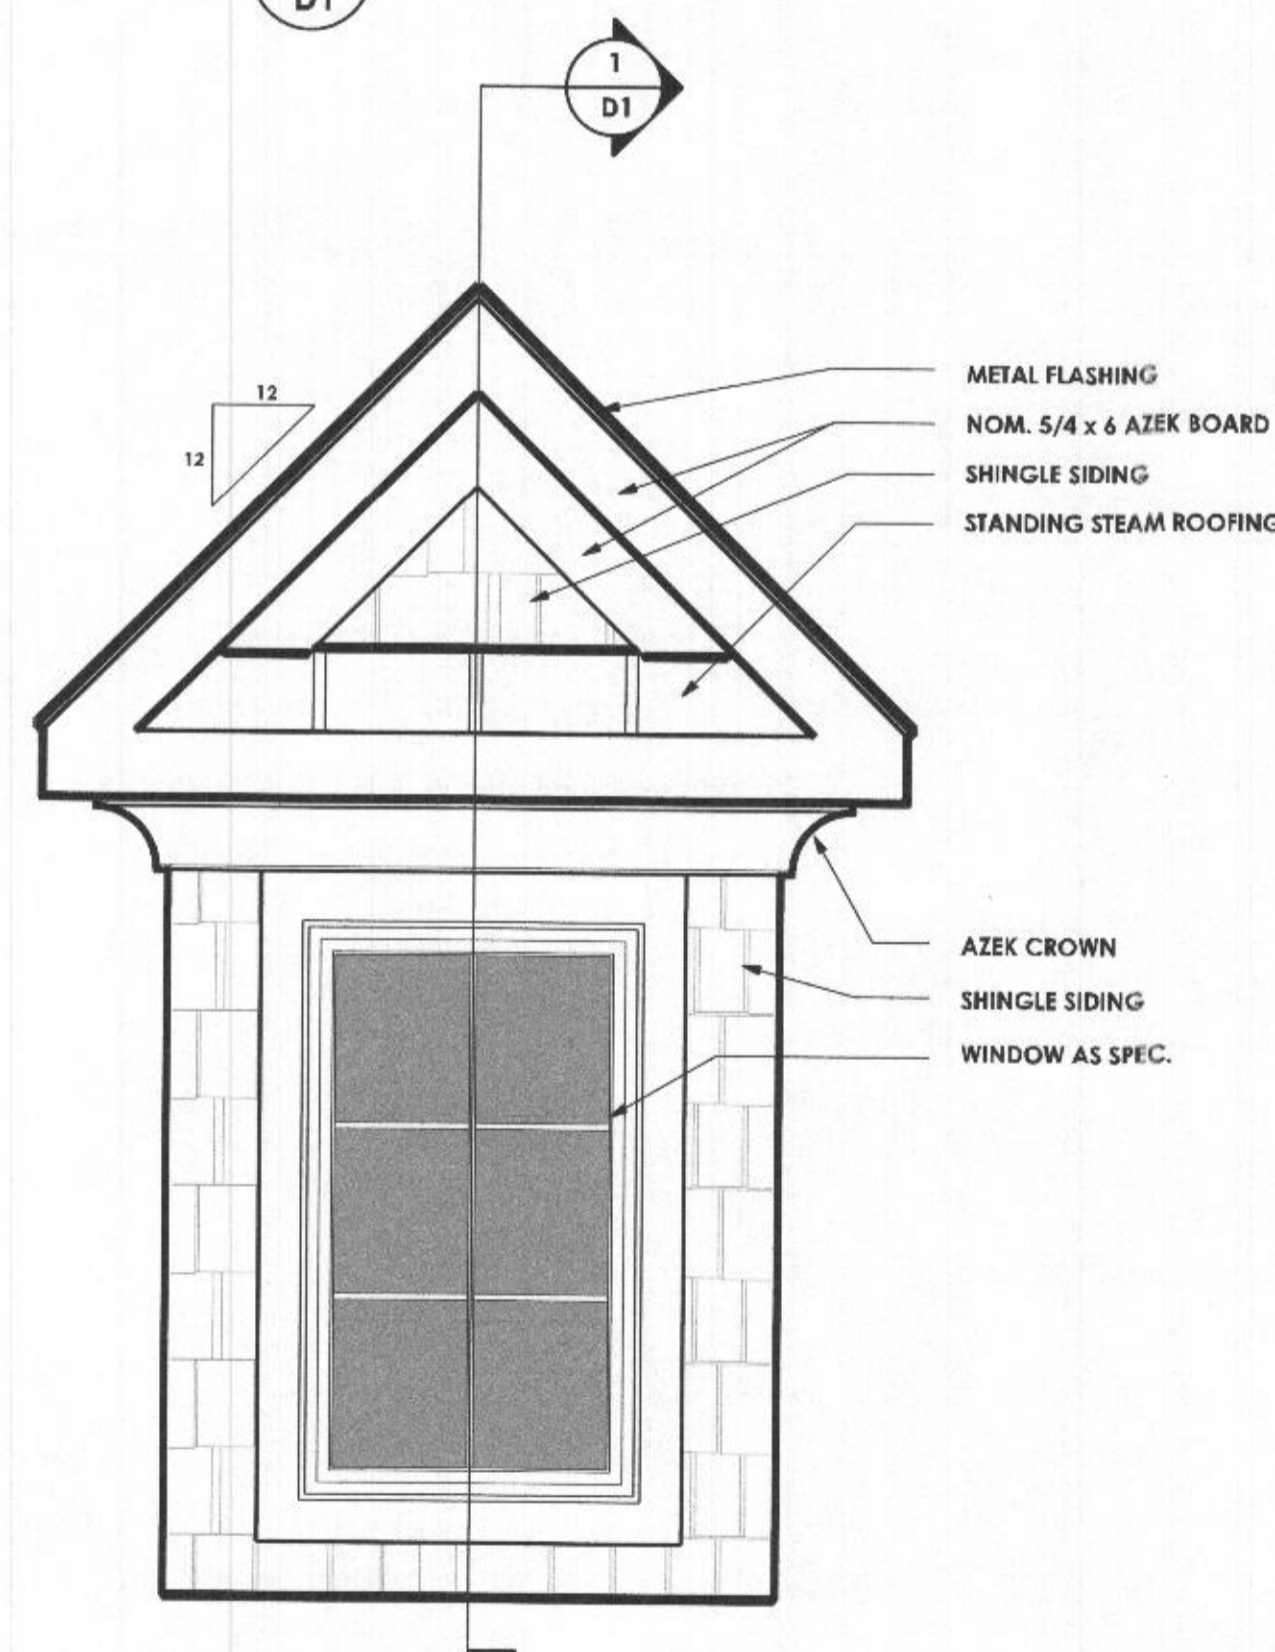 D1
1
D1
12
12
METAL FLASHING
NOM. 5/4 x 6 AZEK BOARD
SHINGLE SIDING
STANDING STEAM ROOFING
AZEK CROWN
SHINGLE SIDING
WINDOW AS SPEC.